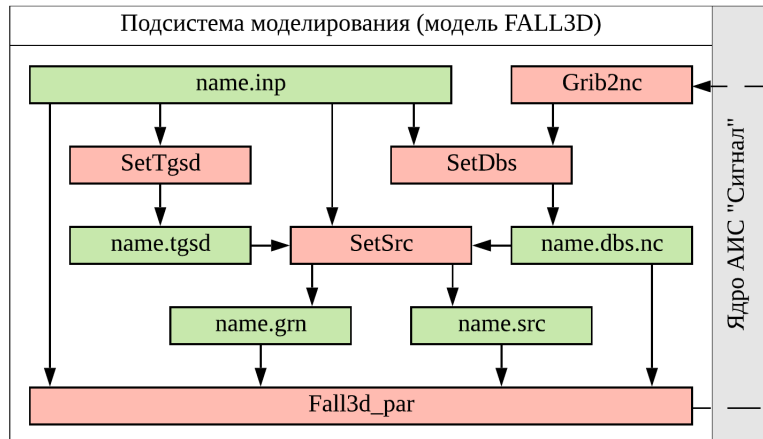 Подсистема моделирования (модель FALL3D)
name.inp
Grib2nc
SetTgsd
SetDbs
name.tgsd
SetSrc
name.dbs.nc
name.grn
name.src
Fall3d_par
Ядро АИС "Сигнал"